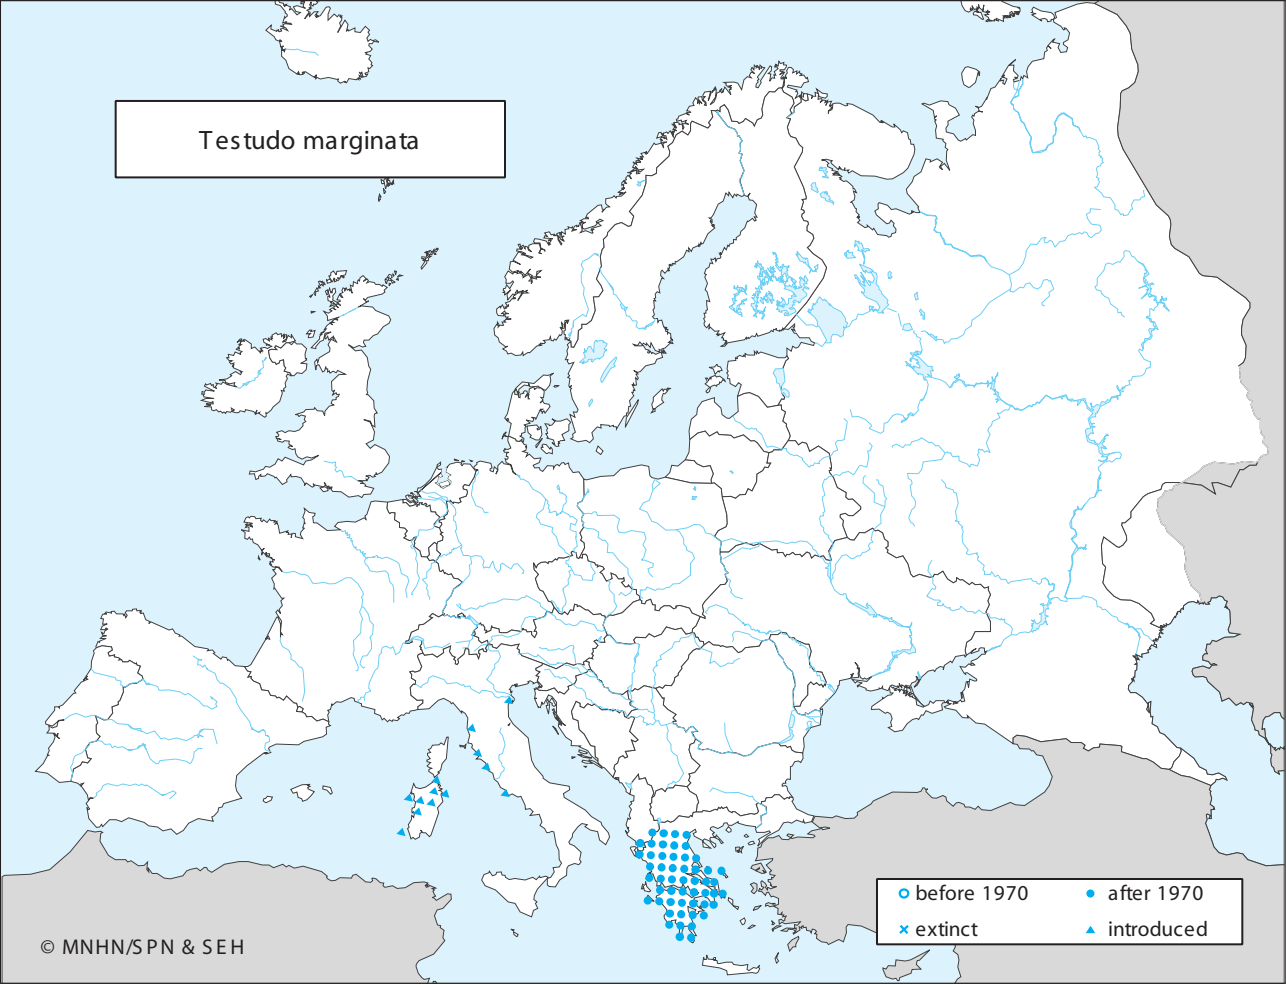 Testudo marginata
before 1970
after 1970
extinct
introduced
© MNHN/SPN & SEH